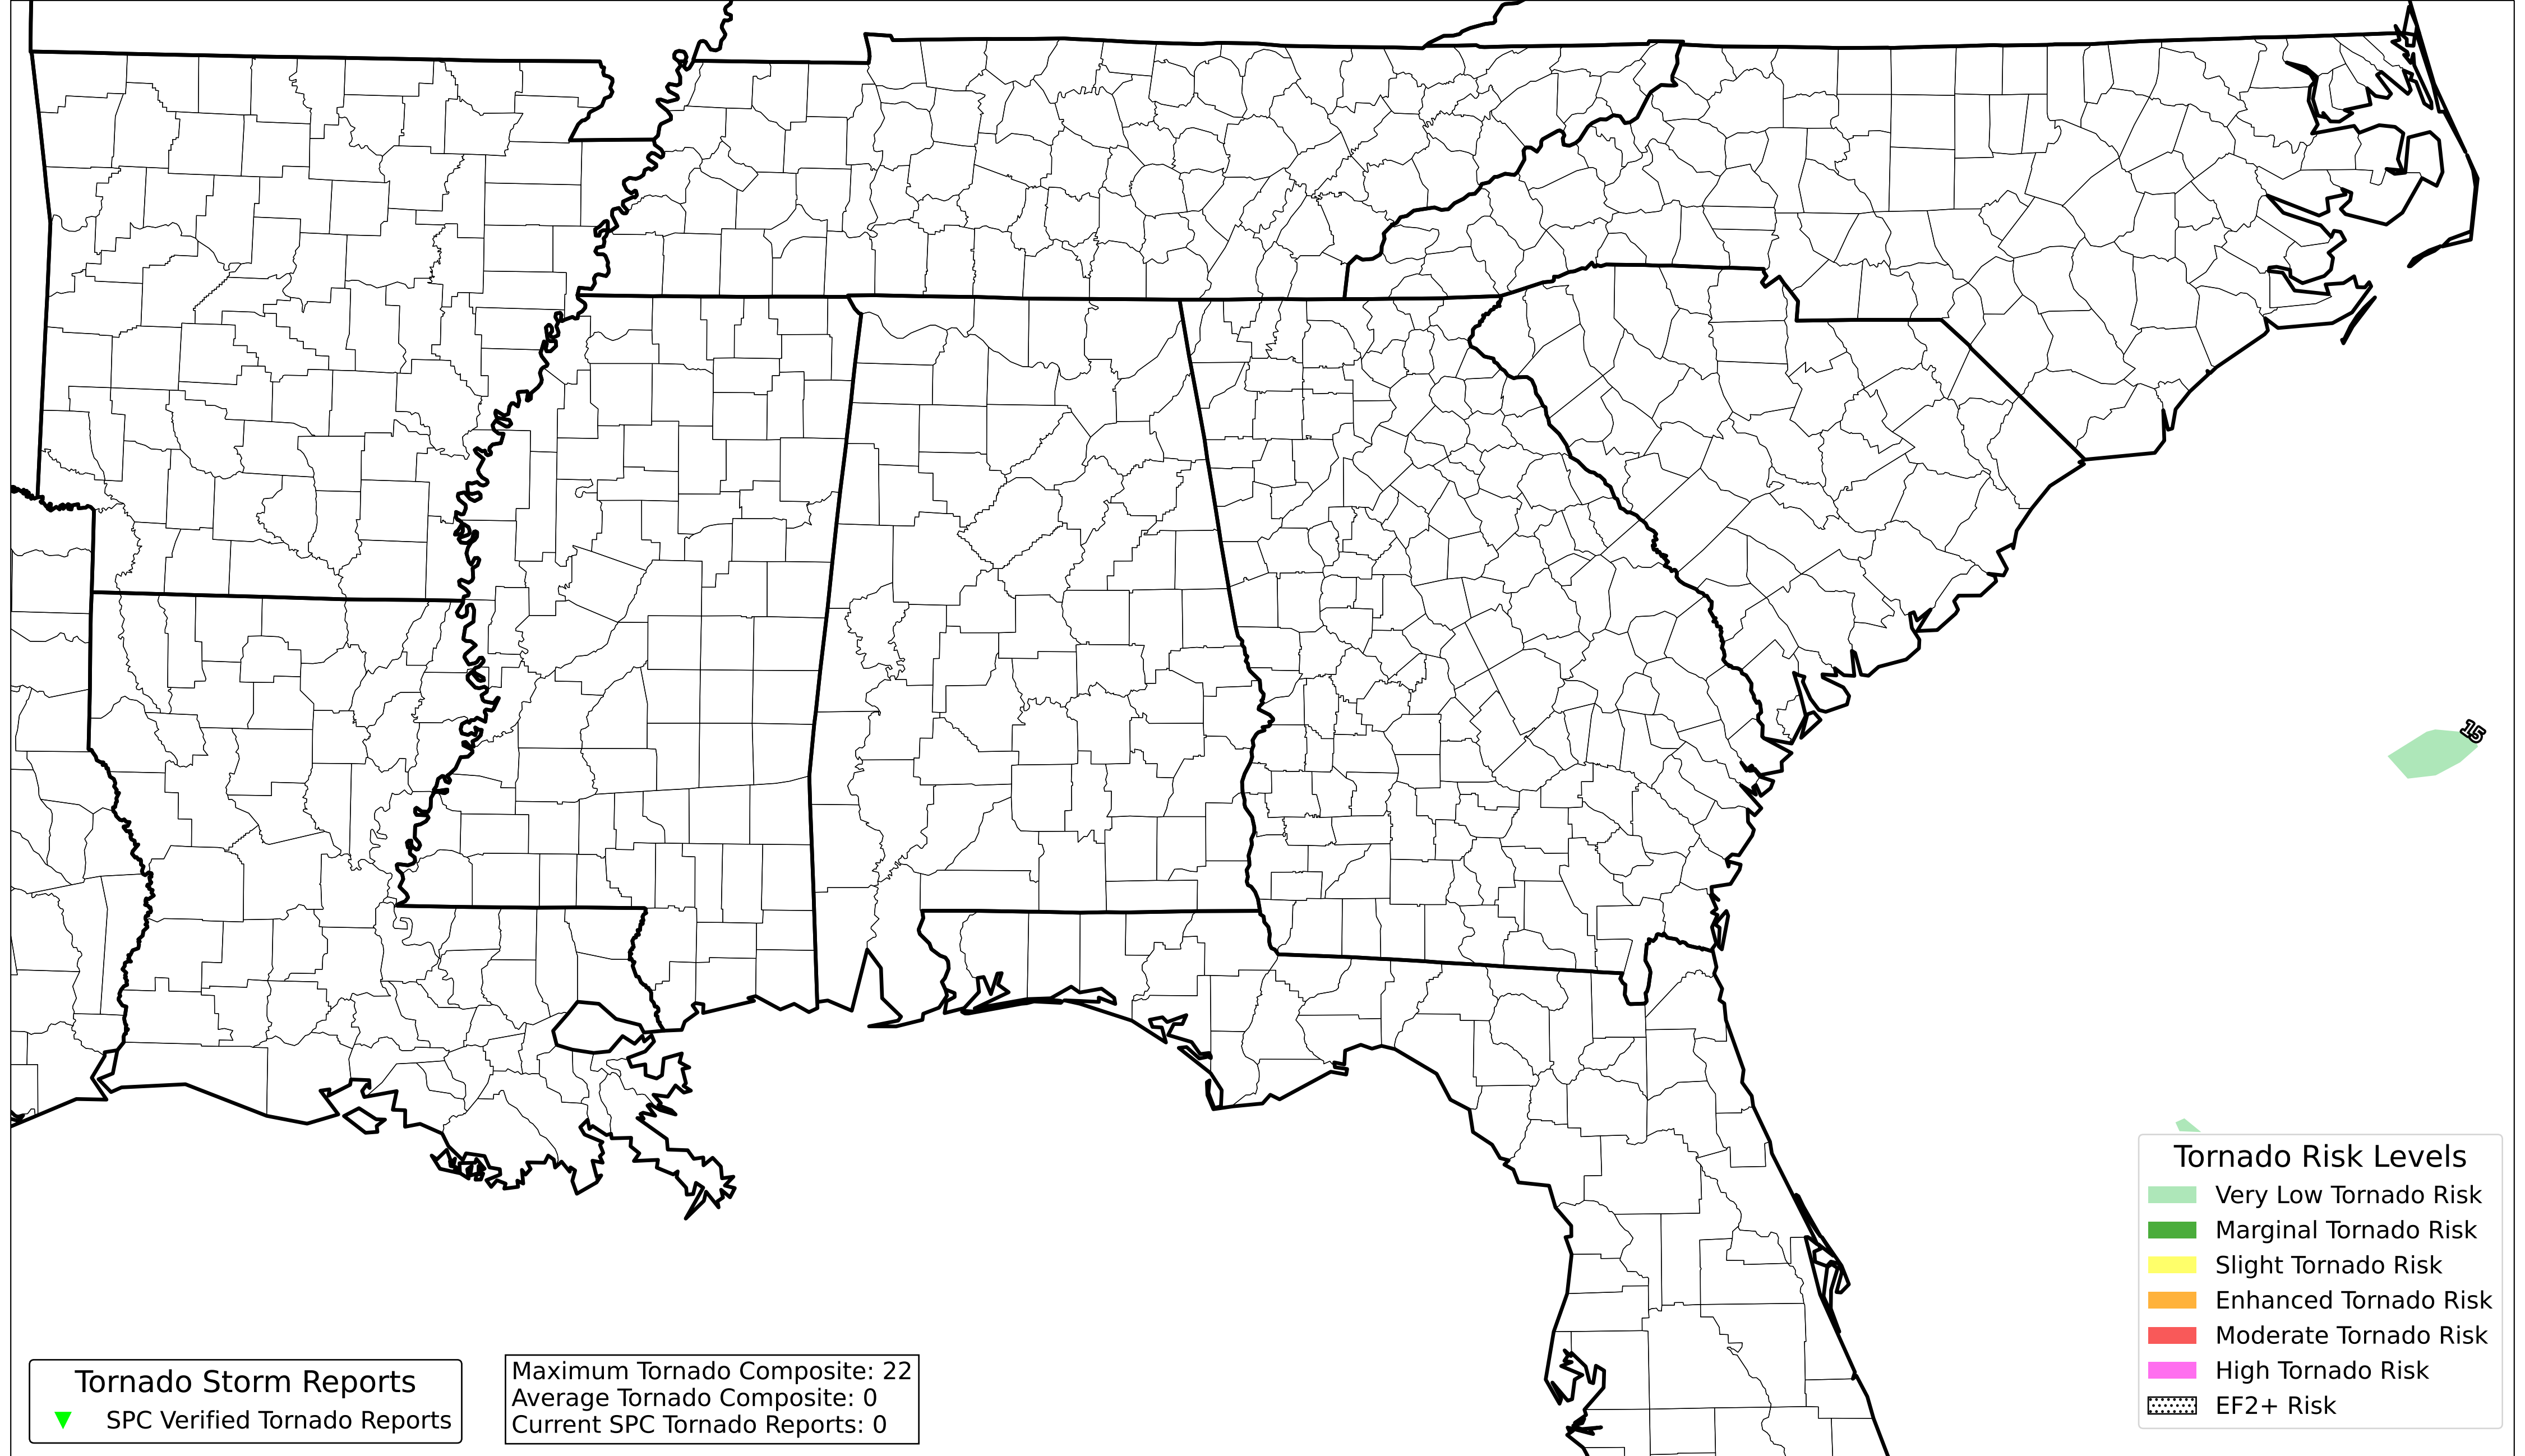 15
Tornado Risk Levels
Very Low Tornado Risk
Marginal Tornado Risk
Slight Tornado Risk
Enhanced Tornado Risk
Moderate Tornado Risk
High Tornado Risk
EF2+ Risk
Tornado Storm Reports
SPC Verified Tornado Reports
Maximum Tornado Composite: 22
Average Tornado Composite: 0
Current SPC Tornado Reports: 0